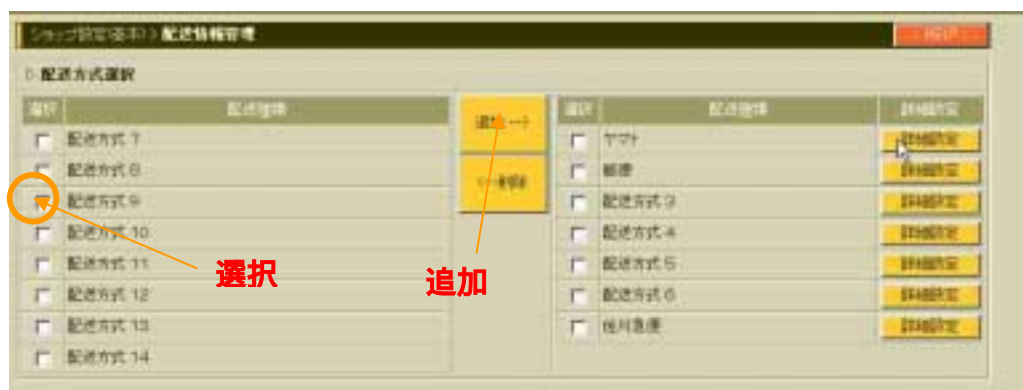 ショップ設定(基本) > 配送情報管理
HELP
配送方式選択
選択 配送種類
追加 -->
選択 配送種類 詳細設定
配送方式 7
ヤマト 詳細設定
配送方式 8
<--削除
郵便 詳細設定
配送方式 9
配送方式 3 詳細設定
配送方式 10
配送方式 4 詳細設定
配送方式 11
選択
追加
配送方式 5 詳細設定
配送方式 12
配送方式 6 詳細設定
配送方式 13
佐川急便 詳細設定
配送方式 14